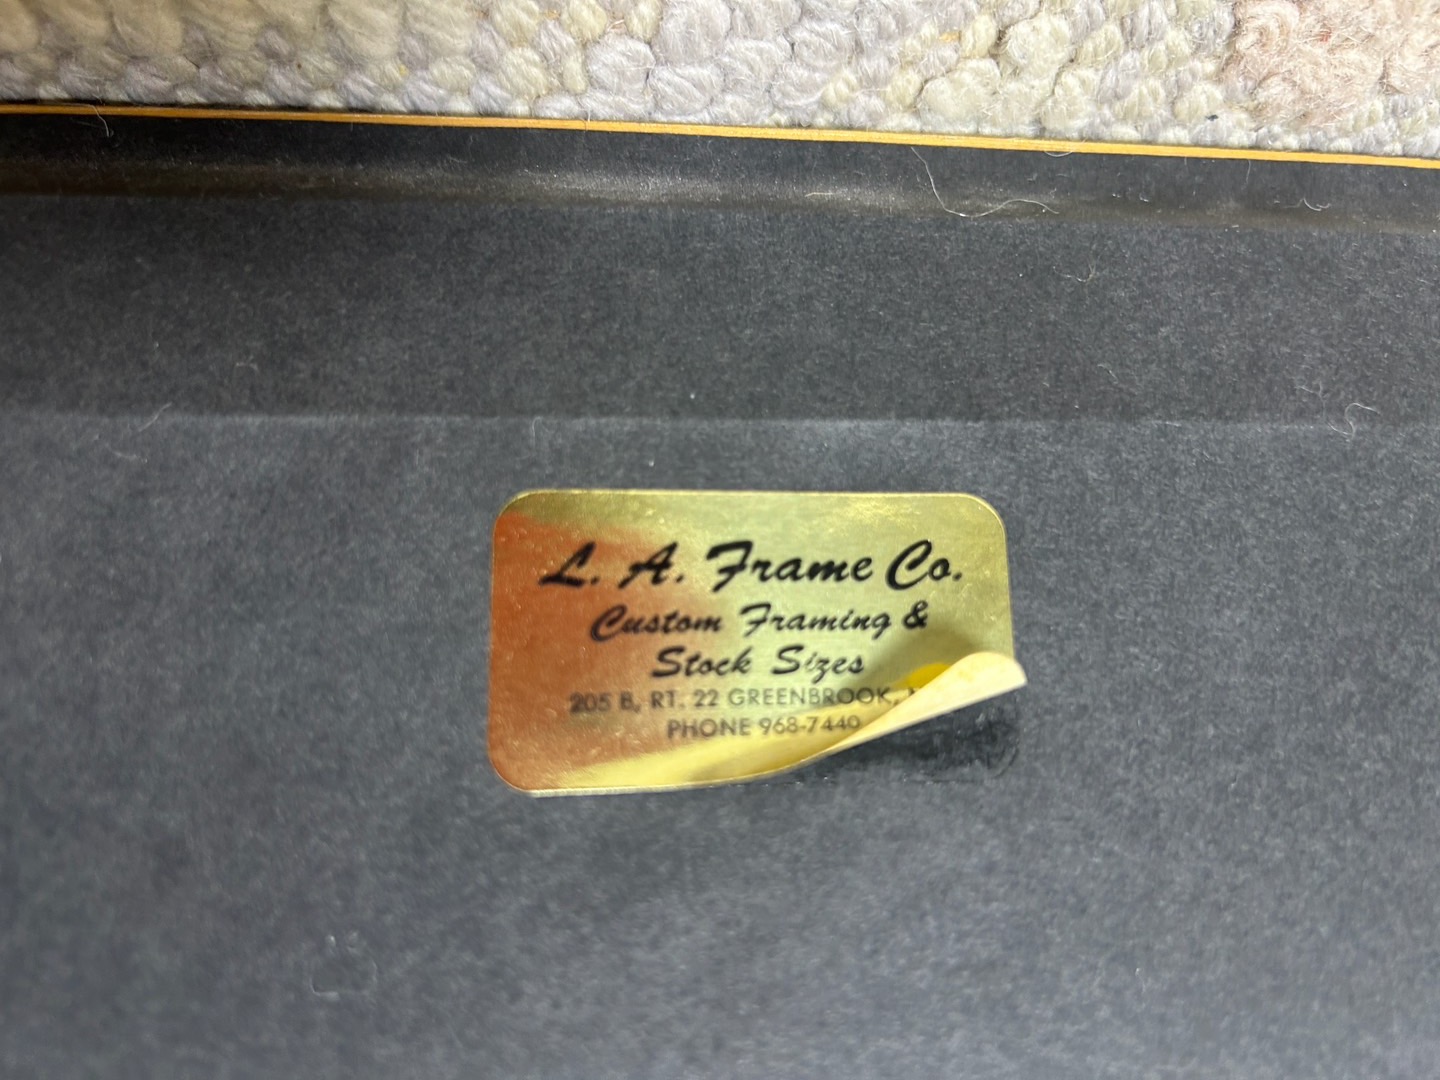 L. A. Frame Co.
Custom Framing &
Stock Sizes
205 B, RT. 22 GREENBROOK,
PHONE 968-7440